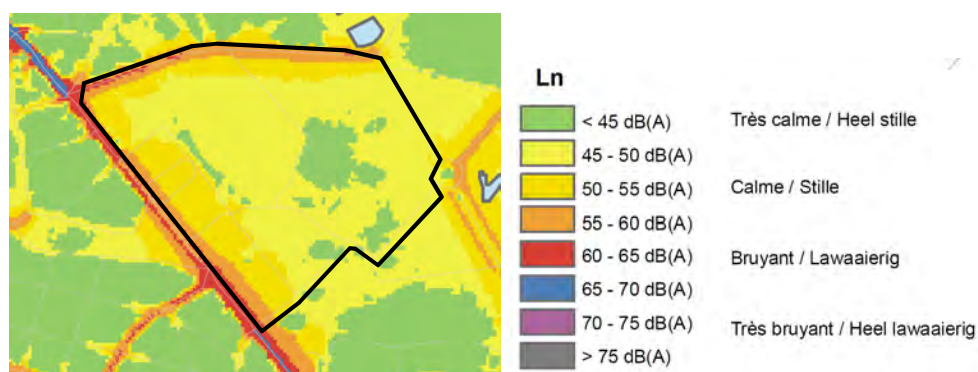 Ln
< 45 dB(A) Très calme / Heel stille
45 - 50 dB(A)
50 - 55 dB(A) Calme / Stille
55 - 60 dB(A)
60 - 65 dB(A) Bruyant / Lawaaierig
65 - 70 dB(A)
70 - 75 dB(A) Très bruyant / Heel lawaaierig
> 75 dB(A)